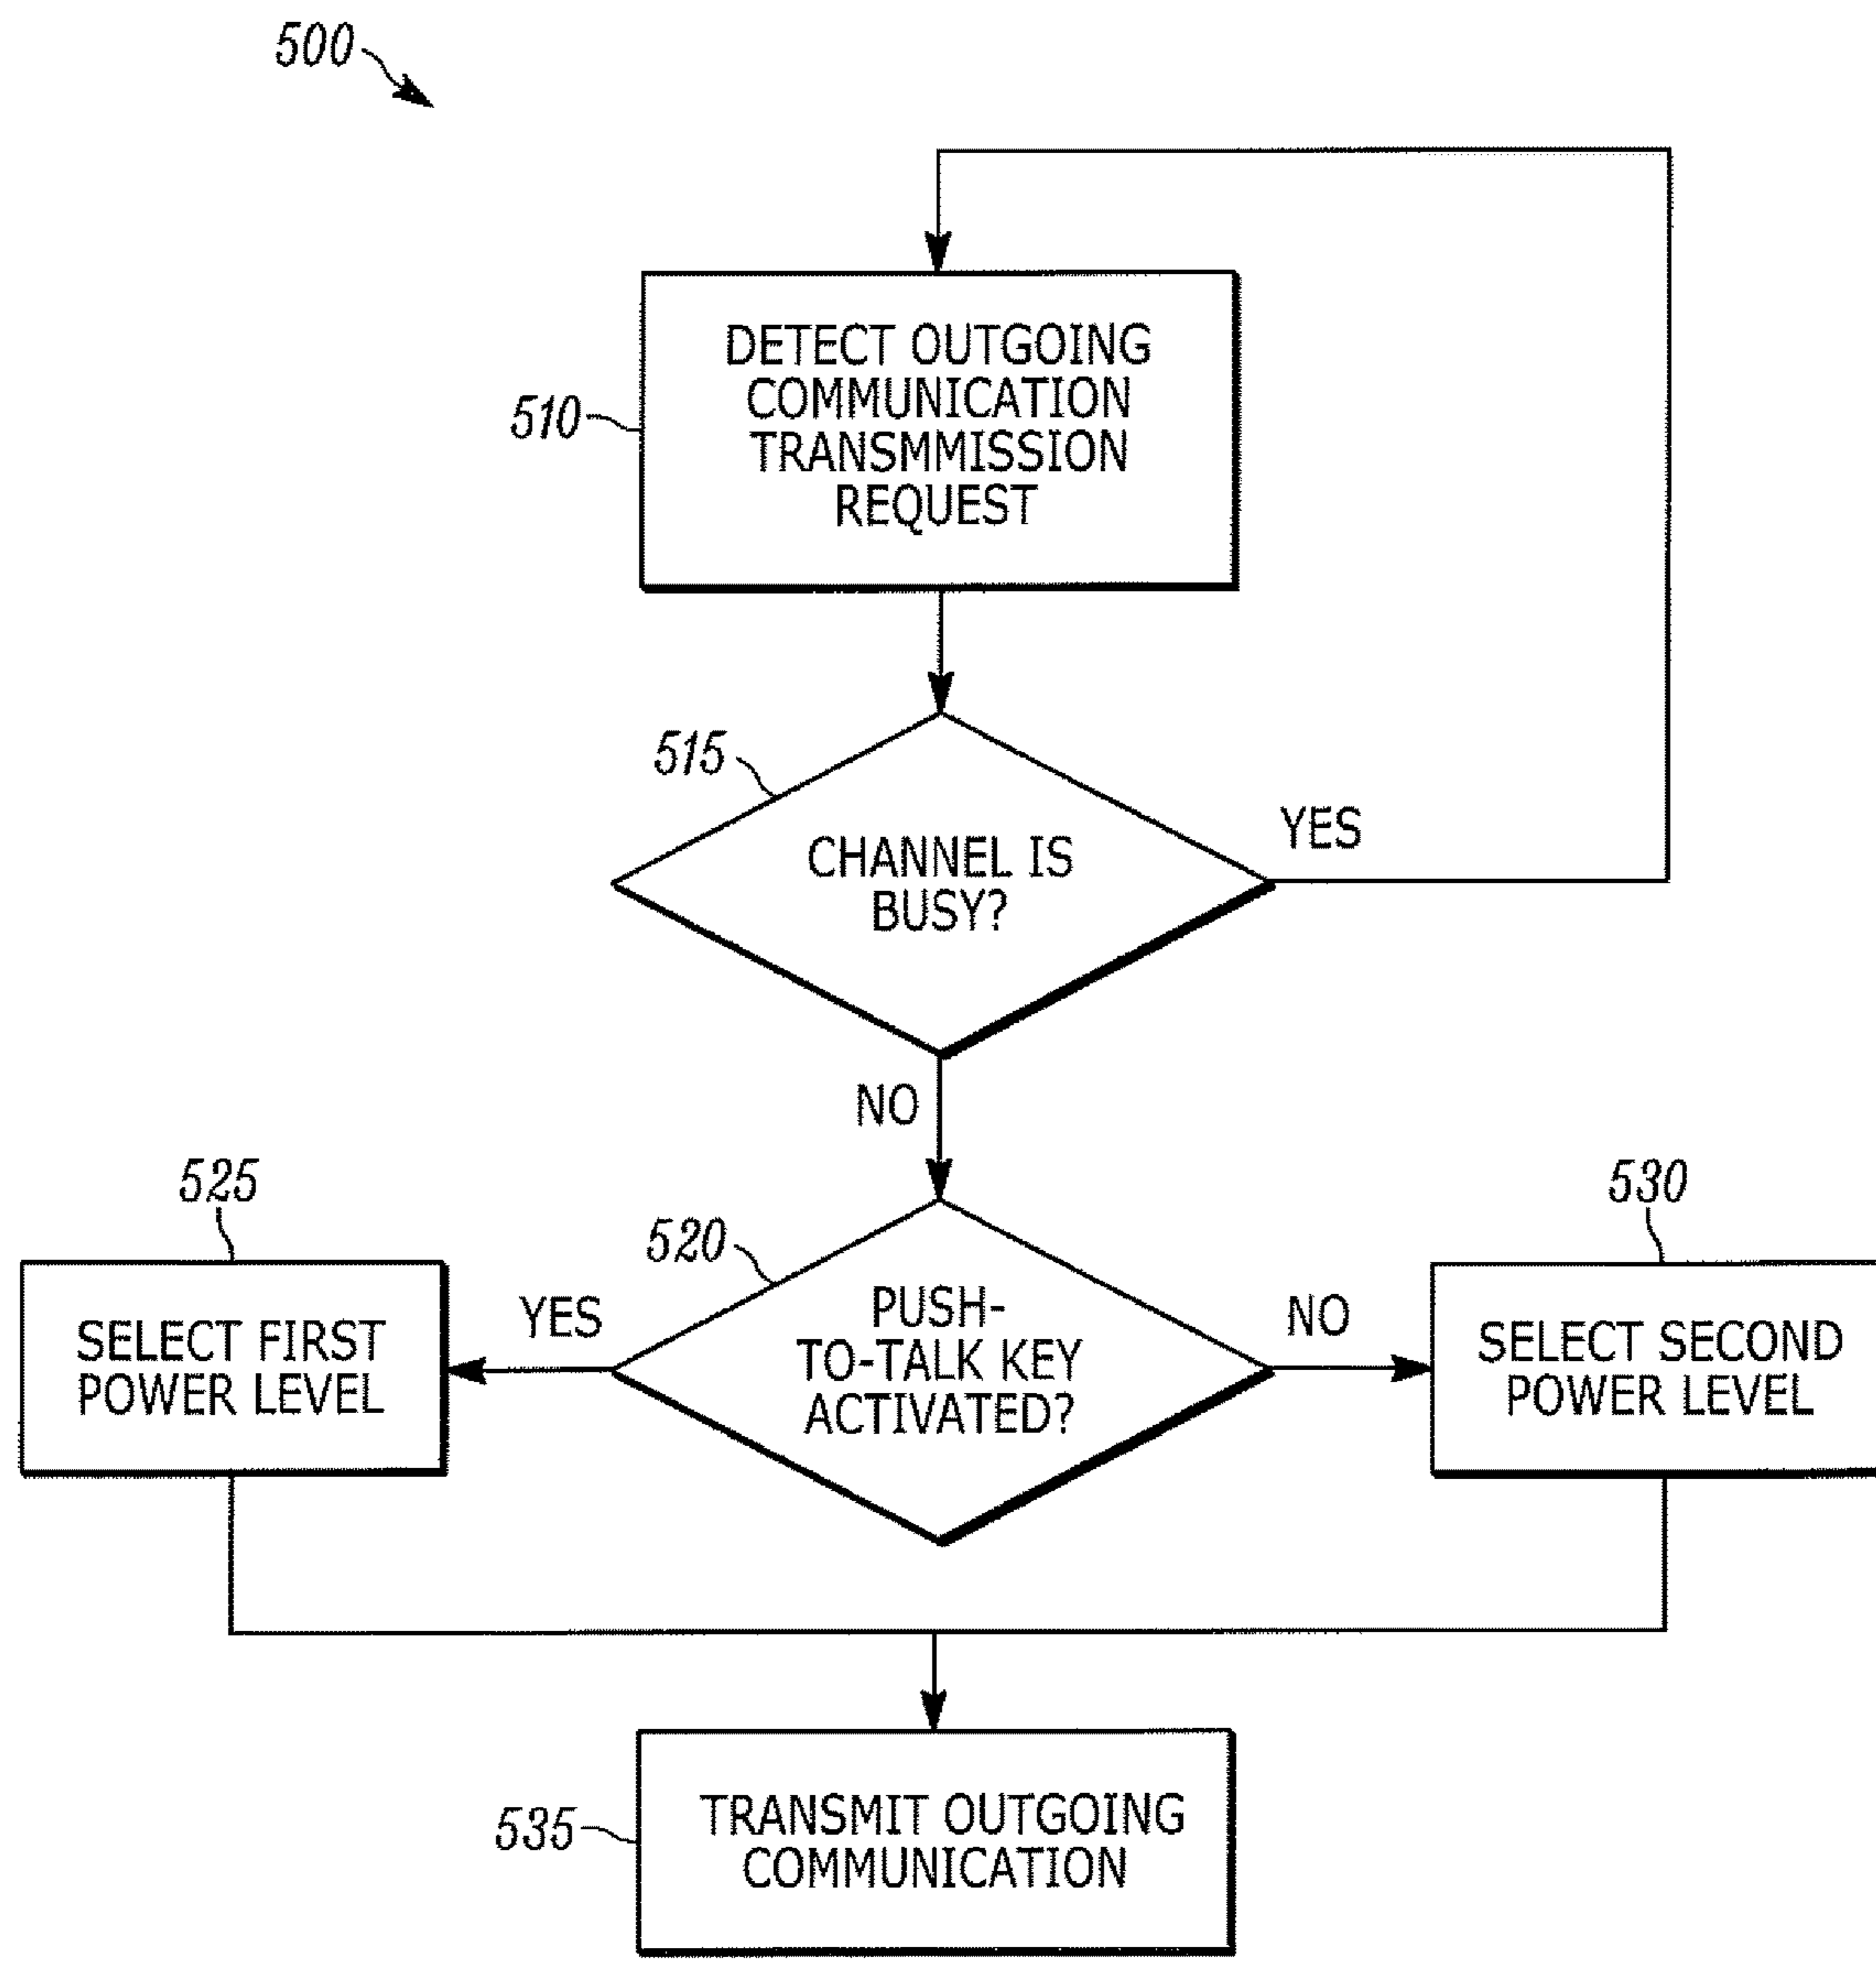 500
DETECT OUTGOING
COMMUNICATION
TRANSMMISSION
REQUEST
510
515
CHANNEL IS
BUSY?
YES
NO
525
520
530
SELECT FIRST
POWER LEVEL
YES
PUSH-
TO-TALK KEY
ACTIVATED?
NO
SELECT SECOND
POWER LEVEL
535
TRANSMIT OUTGOING
COMMUNICATION